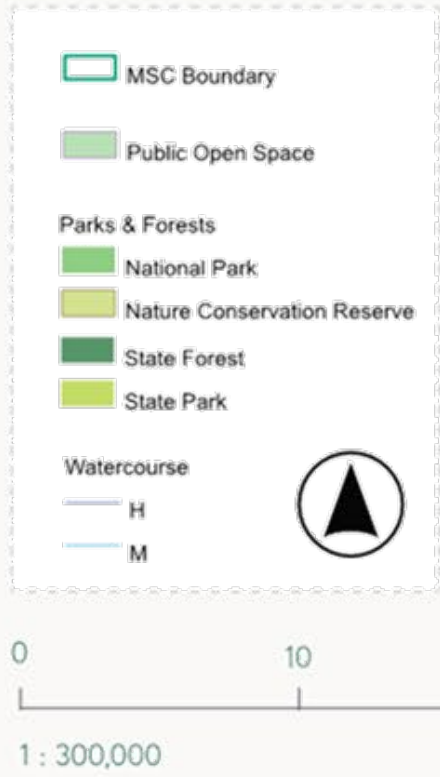 MSC Boundary
Public Open Space
Parks & Forests
National Park
Nature Conservation Reserve
State Forest
State Park
Watercourse
H
M
0 10
1 : 300,000